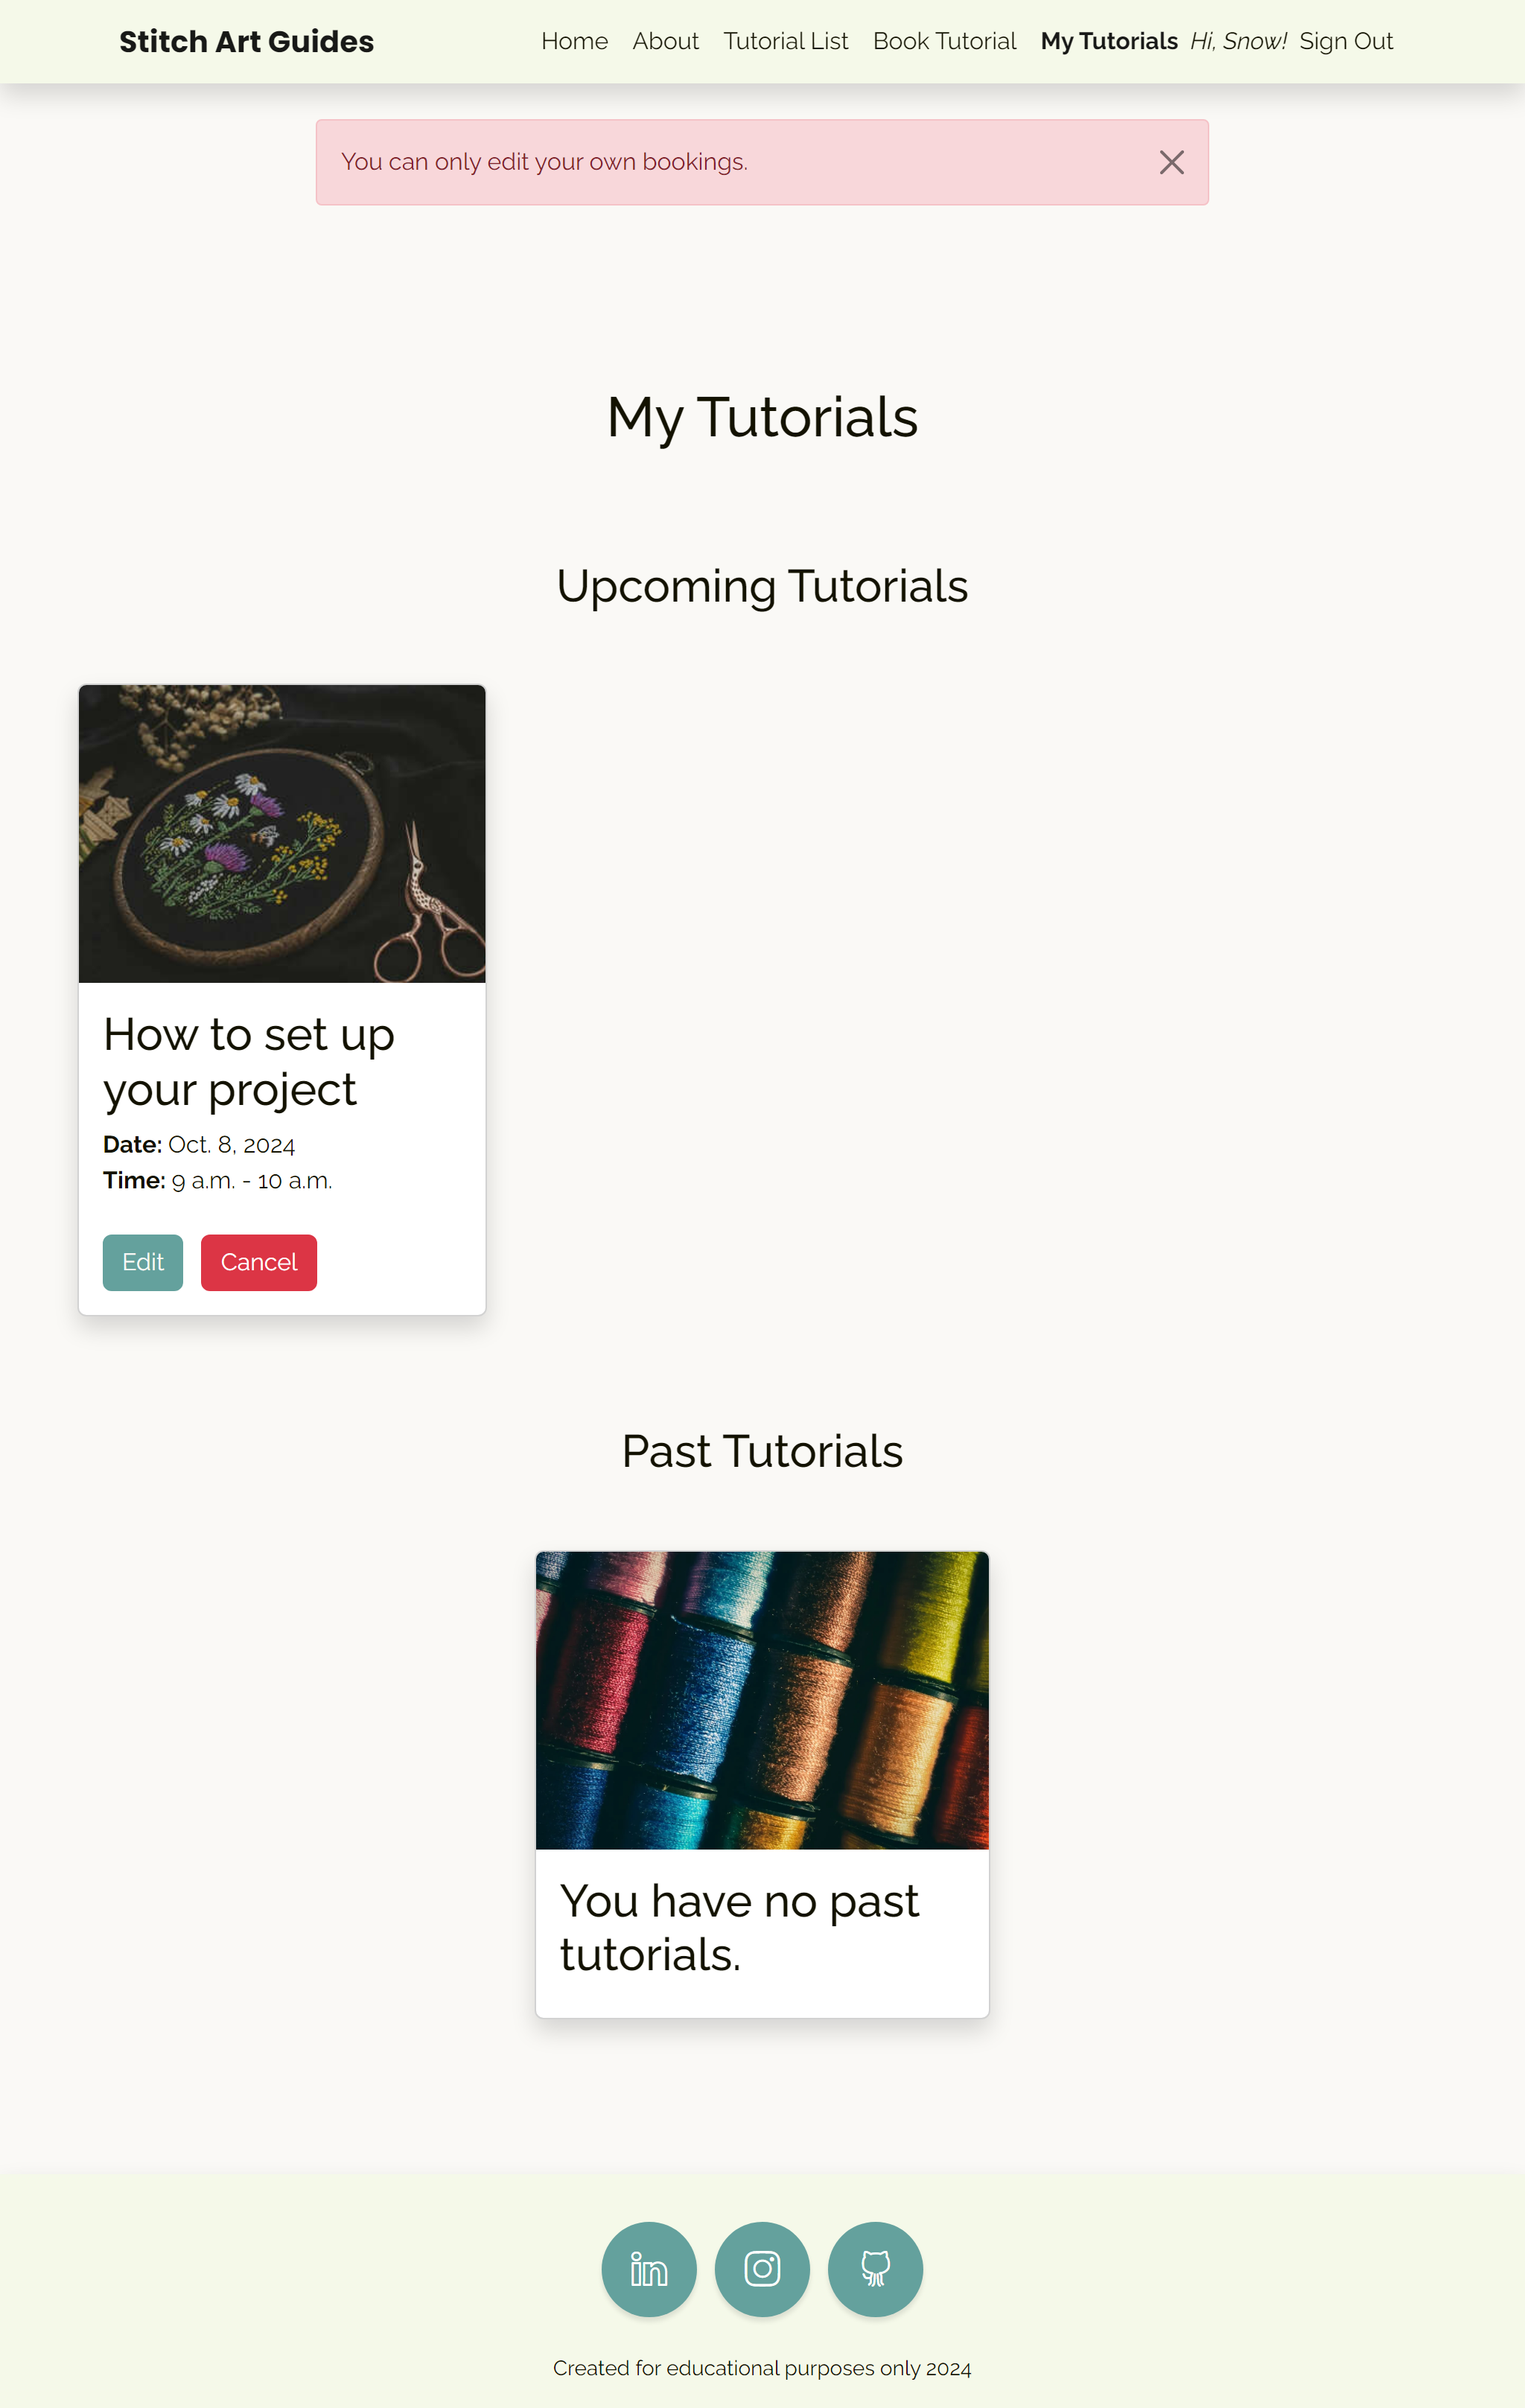 Stitch Art Guides
Home About Tutorial List Book Tutorial My Tutorials Hi, Snow! Sign Out
You can only edit your own bookings.
My Tutorials
Upcoming Tutorials
How to set up
your project
Date: Oct. 8, 2024
Time: 9 a.m. - 10 a.m.
Edit Cancel
Past Tutorials
You have no past
tutorials.
in
Created for educational purposes only 2024